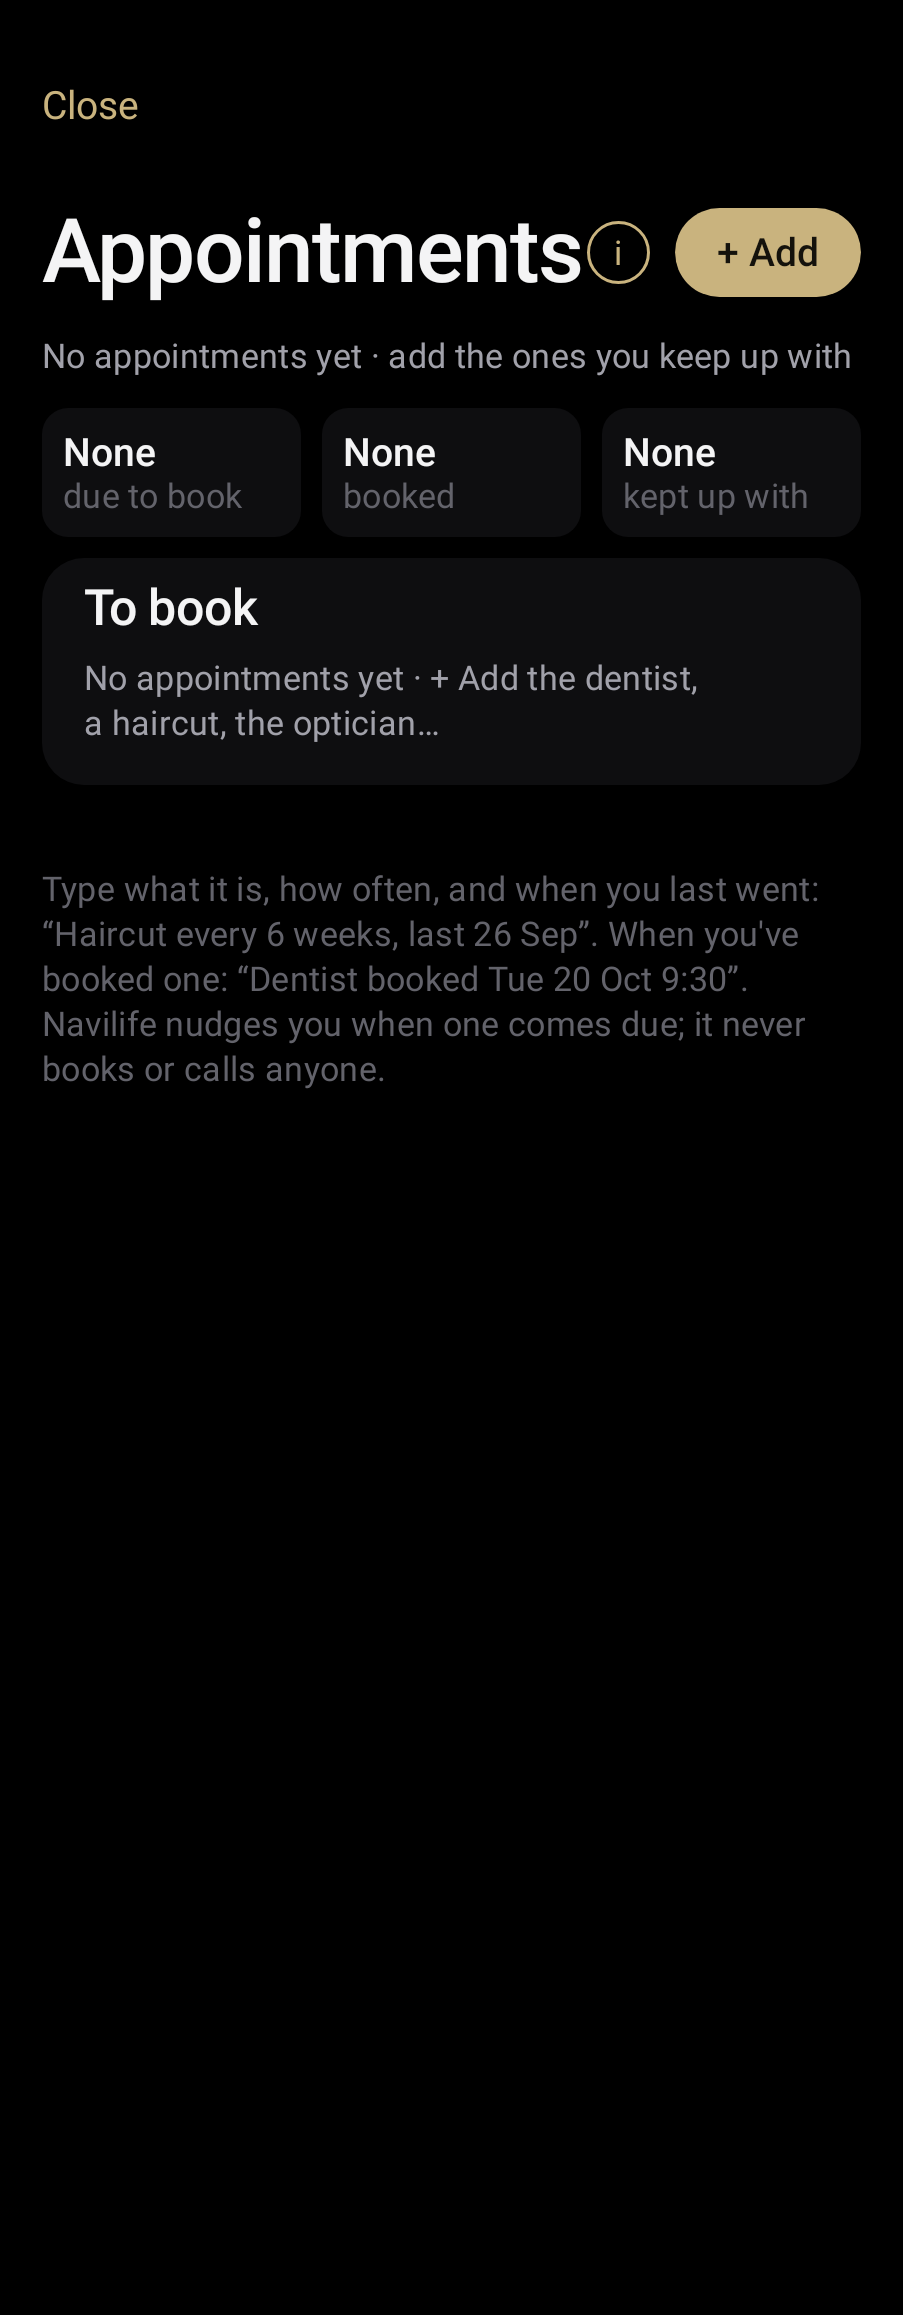 Close
Appointments i + Add
No appointments yet · add the ones you keep up with
None None None
due to book booked kept up with
To book
No appointments yet · + Add the dentist,
a haircut, the optician…
Type what it is, how often, and when you last went:
“Haircut every 6 weeks, last 26 Sep”. When you've
booked one: “Dentist booked Tue 20 Oct 9:30”.
Navilife nudges you when one comes due; it never
books or calls anyone.